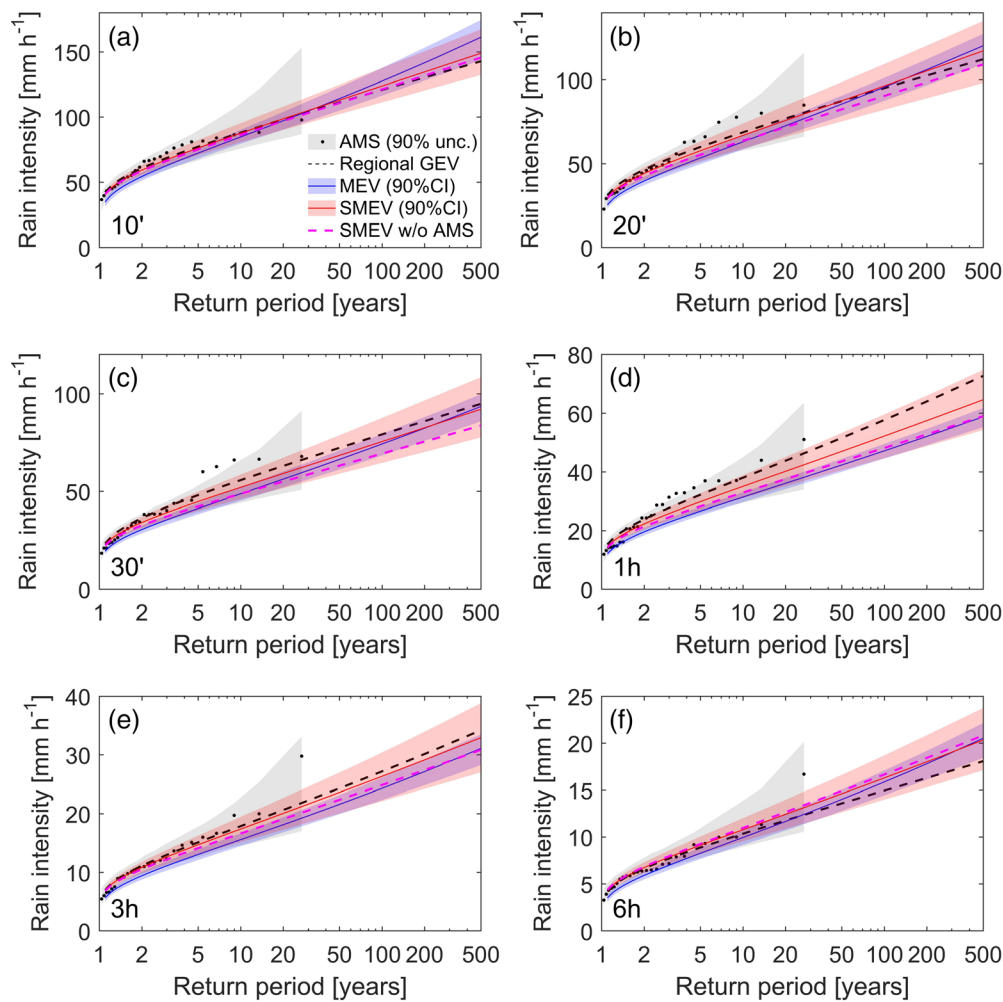 (a)
Rain intensity [mm h-1]
150
100
50
0
AMS (90% unc.)
Regional GEV
MEV (90%CI)
SMEV (90%CI)
SMEV w/o AMS
10'
1 2 5 10 20 50 100 200 500
Return period [years]
(b)
Rain intensity [mm h-1]
100
50
0
20'
1 2 5 10 20 50 100 200 500
Return period [years]
(c)
Rain intensity [mm h-1]
100
50
0
30'
1 2 5 10 20 50 100 200 500
Return period [years]
(d)
Rain intensity [mm h-1]
80
60
40
20
0
1h
1 2 5 10 20 50 100 200 500
Return period [years]
(e)
Rain intensity [mm h-1]
40
30
20
10
0
3h
1 2 5 10 20 50 100 200 500
Return period [years]
(f)
Rain intensity [mm h-1]
25
20
15
10
5
0
6h
1 2 5 10 20 50 100 200 500
Return period [years]